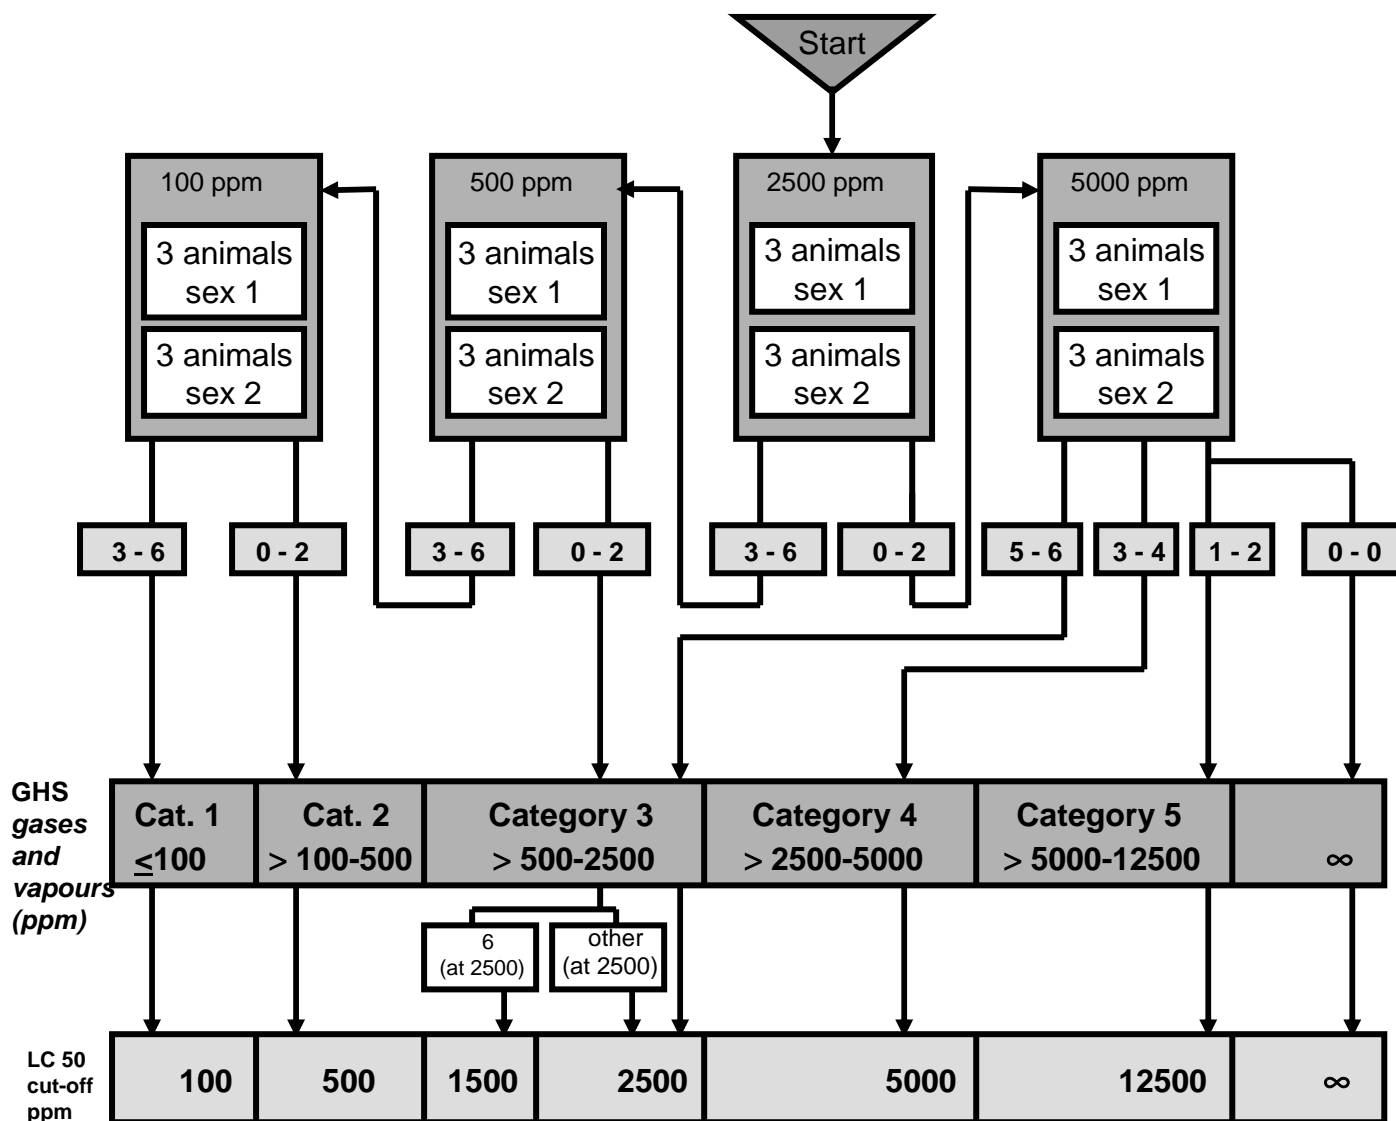 Start
100 ppm
3 animals
sex 1
3 animals
sex 2
500 ppm
3 animals
sex 1
3 animals
sex 2
2500 ppm
3 animals
sex 1
3 animals
sex 2
5000 ppm
3 animals
sex 1
3 animals
sex 2
3 - 6
0 - 2
3 - 6
0 - 2
3 - 6
0 - 2
5 - 6
3 - 4
1 - 2
0 - 0
GHS
gases
and
vapours
(ppm)
Cat. 1
≤100
Cat. 2
> 100-500
Category 3
> 500-2500
Category 4
> 2500-5000
Category 5
> 5000-12500
∞
6
(at 2500)
other
(at 2500)
LC 50
cut-off
ppm
100
500
1500
2500
5000
12500
∞